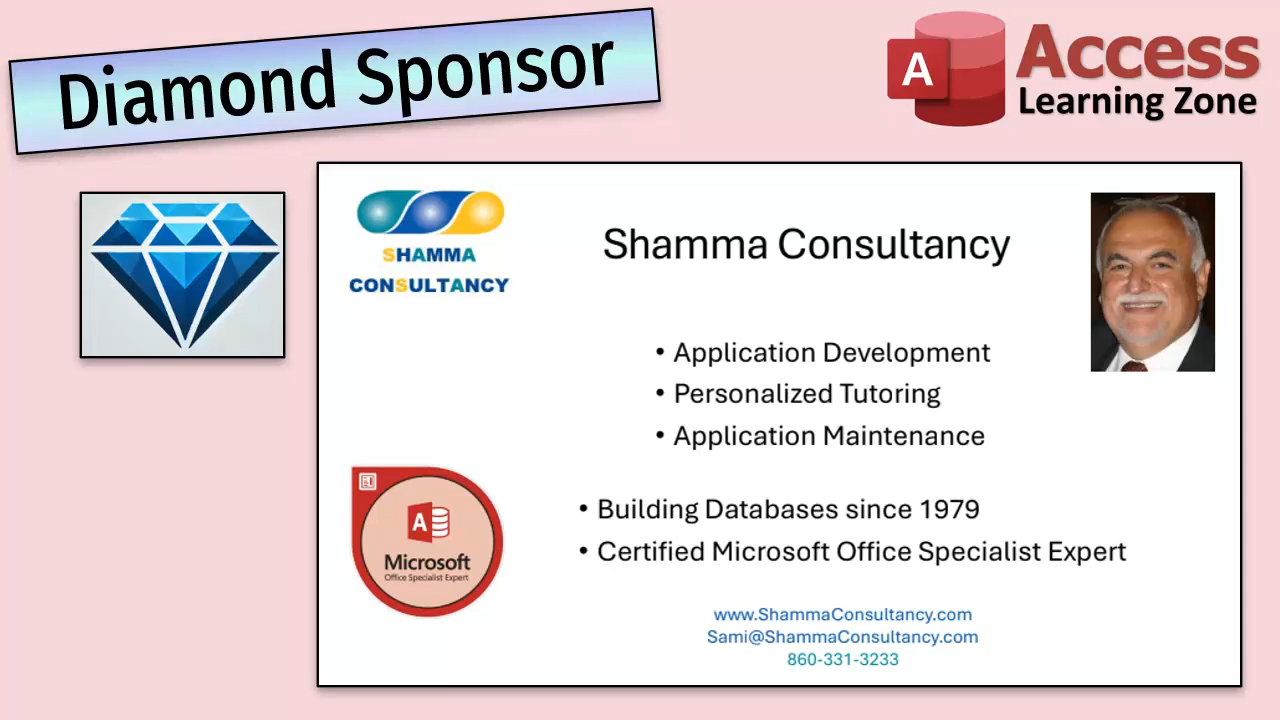 Diamond Sponsor
A
Access
Learning Zone
SHAMMA
CONSULTANCY
Shamma Consultancy
• Application Development
• Personalized Tutoring
• Application Maintenance
A
Microsoft
Office Specialist Expert
• Building Databases since 1979
• Certified Microsoft Office Specialist Expert
www.ShammaConsultancy.com
Sami@ShammaConsultancy.com
860-331-3233